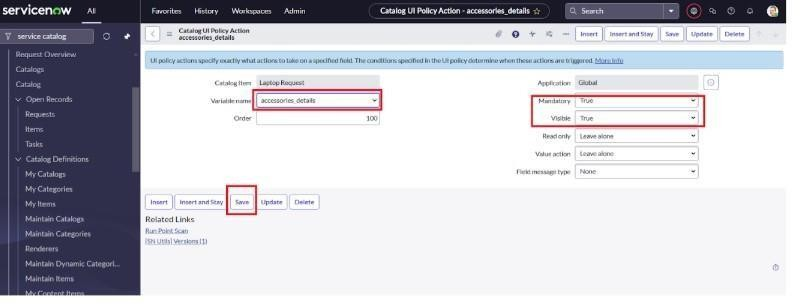 servicenow All Favorites History Workspaces Admin Catalog UI Policy Action - accessories_details Search
service catalog
Catalog UI Policy Action
accessories_details
Insert Insert and Stay Save Update Delete
Request Overview
Catalogs
Catalog
Open Records
Requests
Items
Tasks
Catalog Definitions
My Catalogs
My Categories
My Items
Maintain Catalogs
Maintain Categories
Renderers
Maintain Dynamic Categori...
Maintain Items
My Content Items
UI policy actions specify exactly what actions to take on a specified field. The conditions specified in the UI policy determine when these actions are triggered. More Info
Catalog Item Laptop Request
Variable name accessories_details
Order 100
Application Global
Mandatory True
Visible True
Read only Leave alone
Value action Leave alone
Field message type None
Insert Insert and Stay Save Update Delete
Related Links
Run Point Scan
[SN Utils] Versions (1)